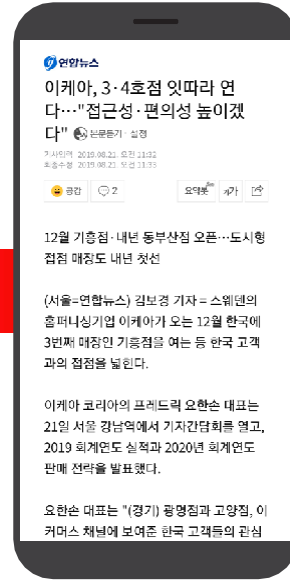 연합뉴스
이케아, 3·4호점 잇따라 연
다…"접근성·편의성 높이겠
다" 본문듣기 · 설정
기사입력 2019.08.21. 오전 11:32
최종수정 2019.08.21. 오전 11:33
공감 2 요약봇 가
12월 기흥점·내년 동부산점 오픈…도시형
접점 매장도 내년 첫선
(서울=연합뉴스) 김보경 기자 = 스웨덴의
홈퍼니싱기업 이케아가 오는 12월 한국에
3번째 매장인 기흥점을 여는 등 한국 고객
과의 접점을 넓힌다.
이케아 코리아의 프레드릭 요한손 대표는
21일 서울 강남역에서 기자간담회를 열고,
2019 회계연도 실적과 2020년 회계연도
판매 전략을 발표했다.
요한손 대표는 "(경기) 광명점과 고양점, 이
커머스 채널에 보여준 한국 고객들의 관심